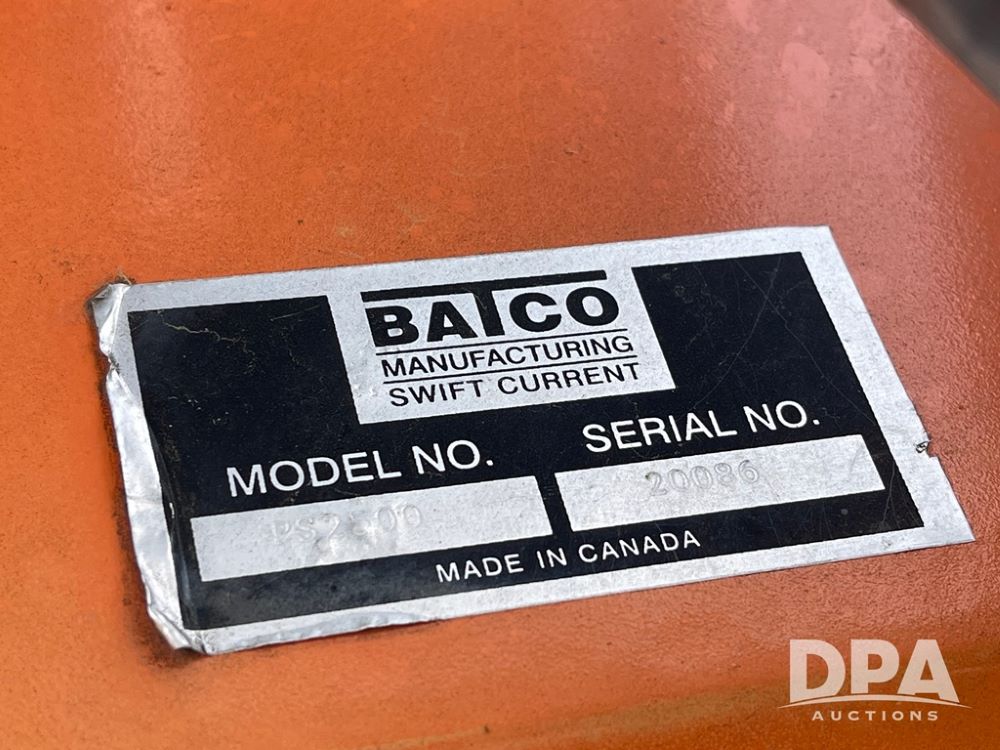 BATCO
MANUFACTURING
SWIFT CURRENT
MODEL NO.
SERIAL NO.
20086
MADE IN CANADA
DPA
AUCTIONS